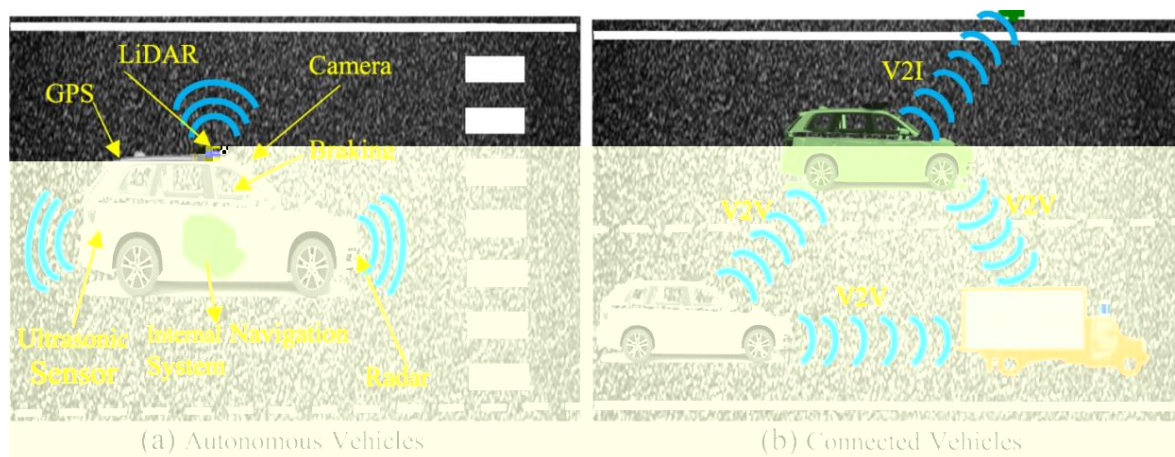 LiDAR
Camera
GPS
Braking
Ultrasonic
Sensor
Internal Navigation
System
Radar
(a) Autonomous Vehicles
V2I
V2V
V2V
V2V
(b) Connected Vehicles